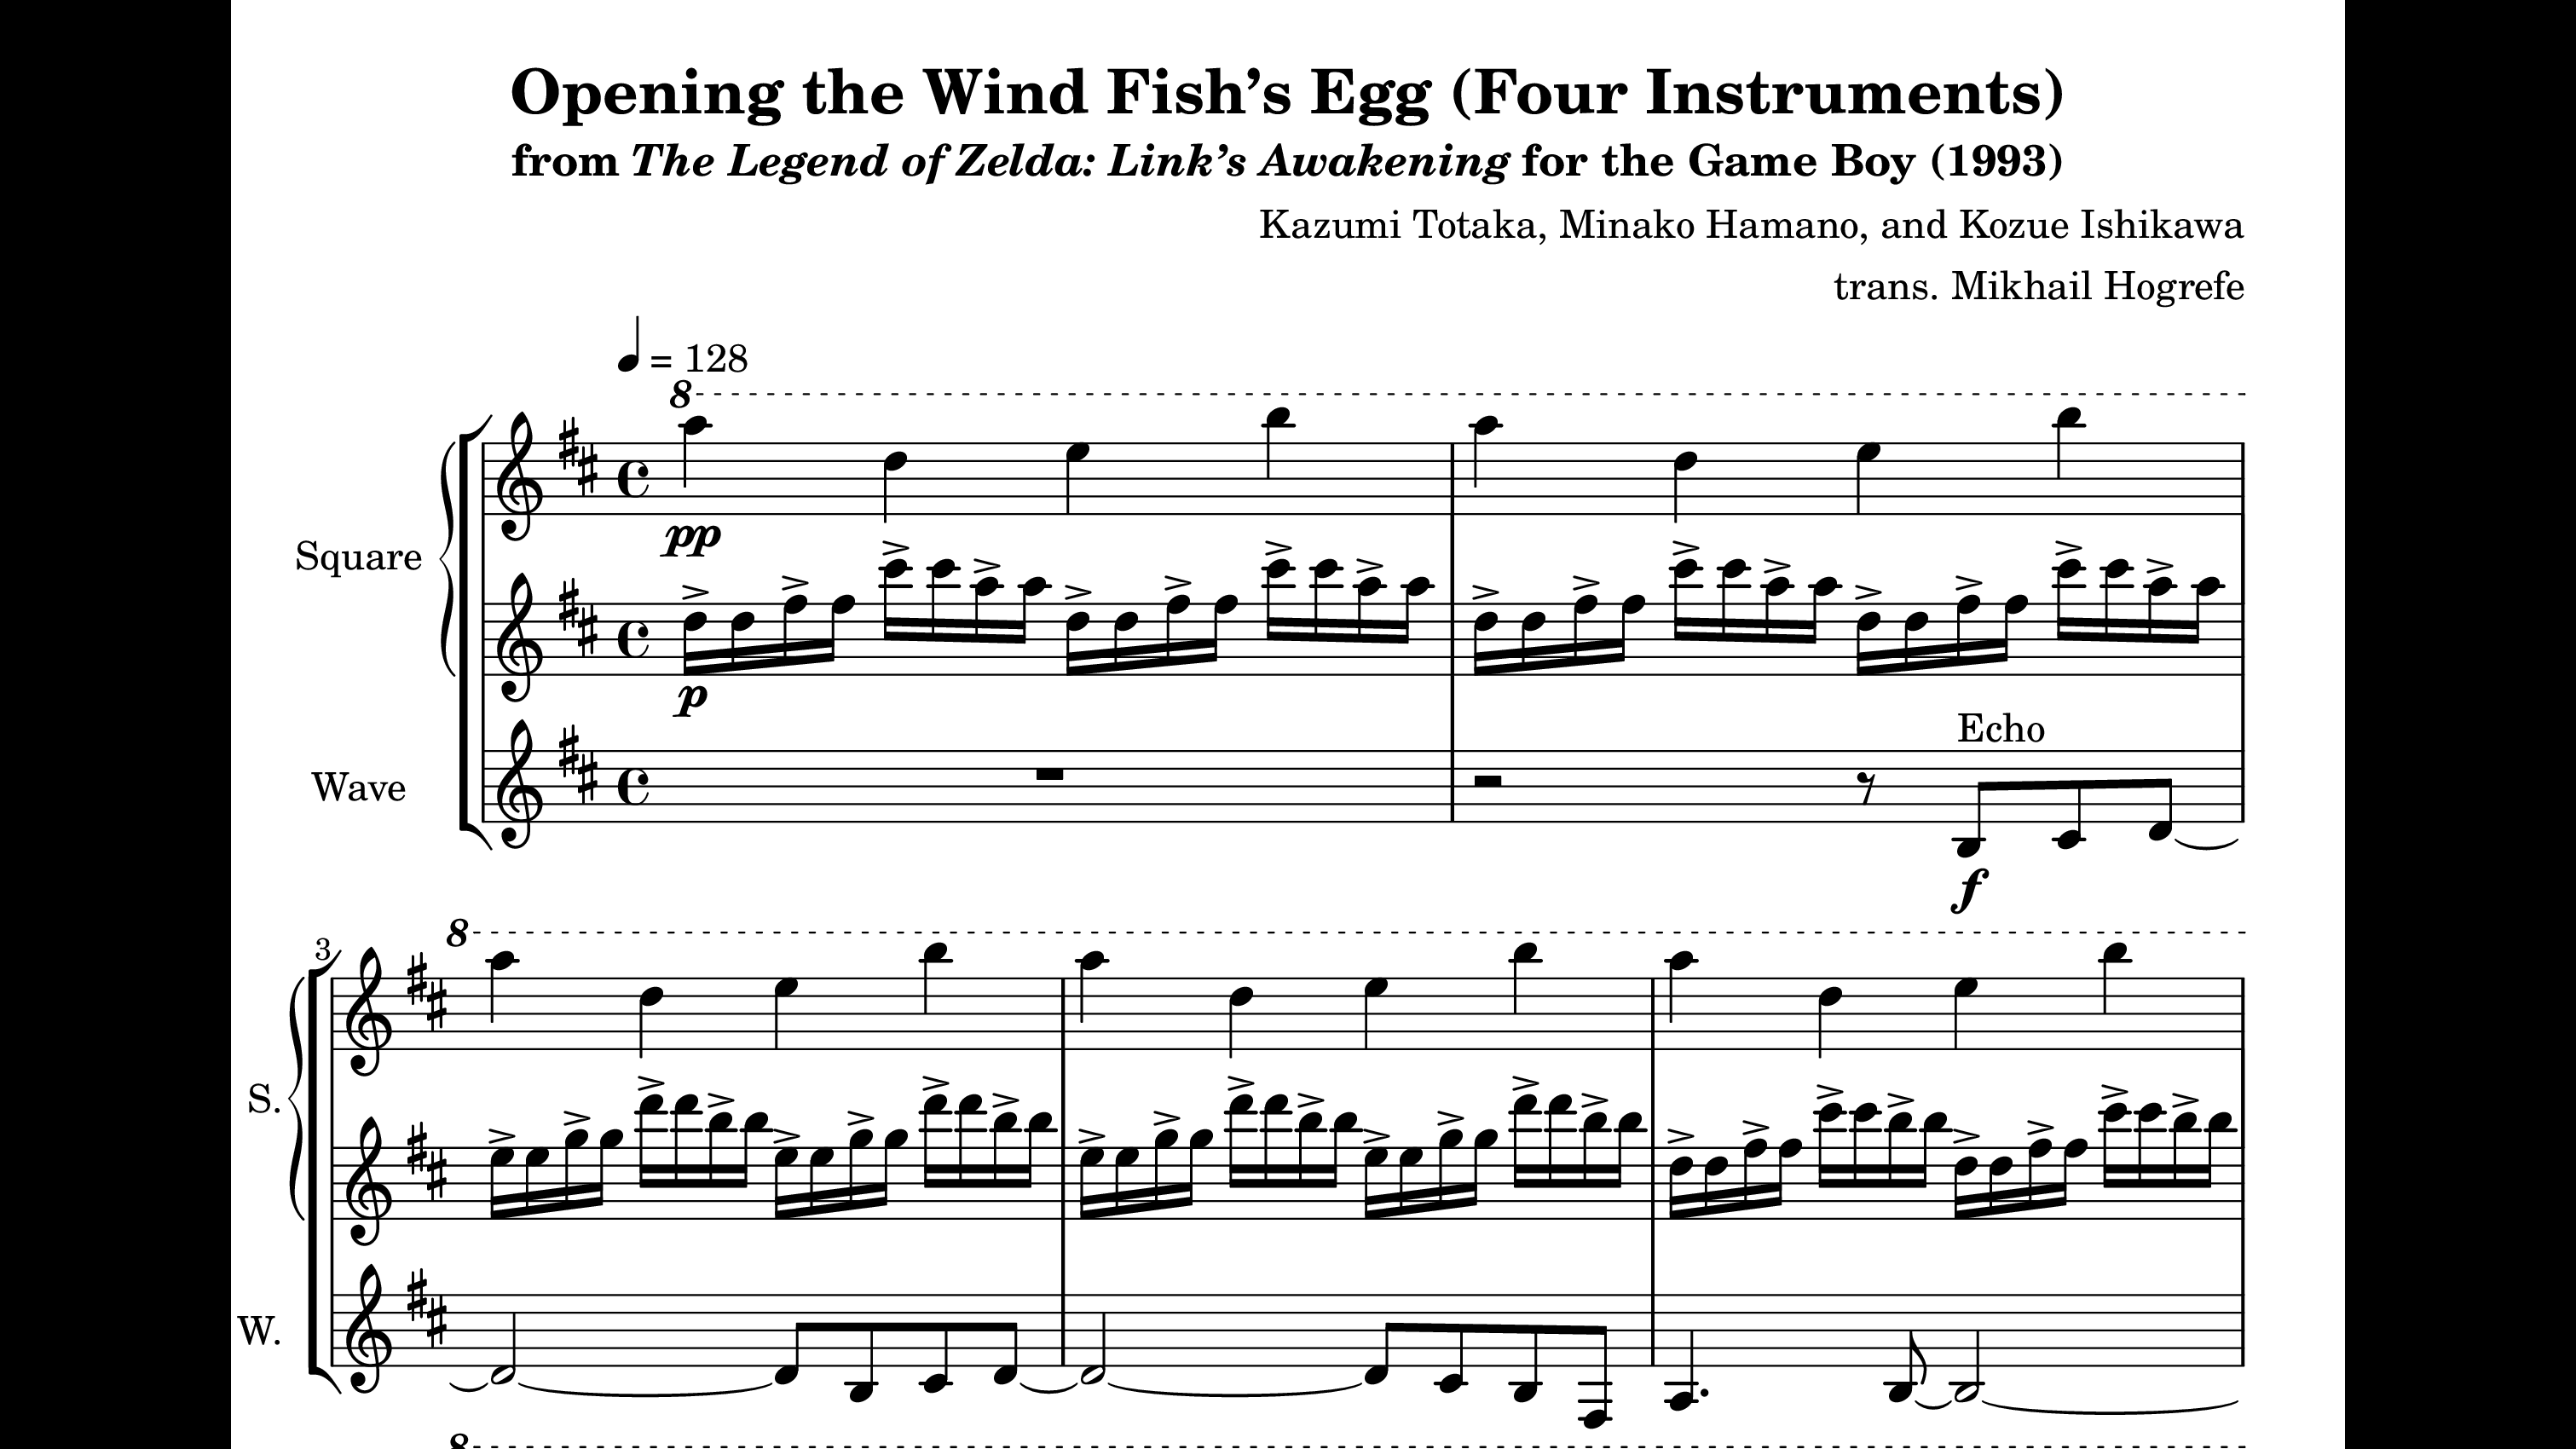 Opening the Wind Fish’s Egg (Four Instruments)
from The Legend of Zelda: Link’s Awakening for the Game Boy (1993)
Kazumi Totaka, Minako Hamano, and Kozue Ishikawa
trans. Mikhail Hogrefe
= 128
8
pp
Square
p
Echo
Wave
f
8
3
S.
W.
8